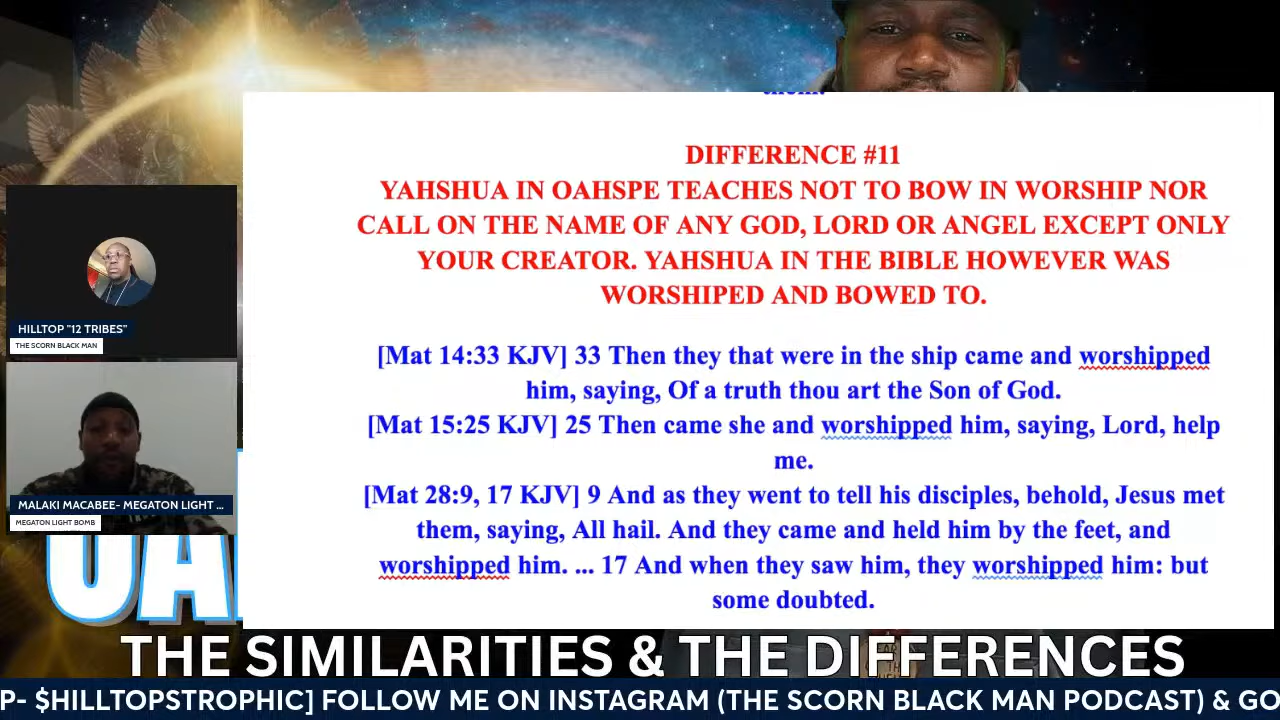 them.
DIFFERENCE #11
YAHSHUA IN OAHSPE TEACHES NOT TO BOW IN WORSHIP NOR
CALL ON THE NAME OF ANY GOD, LORD OR ANGEL EXCEPT ONLY
YOUR CREATOR. YAHSHUA IN THE BIBLE HOWEVER WAS
WORSHIPED AND BOWED TO.
[Mat 14:33 KJV] 33 Then they that were in the ship came and worshipped
him, saying, Of a truth thou art the Son of God.
[Mat 15:25 KJV] 25 Then came she and worshipped him, saying, Lord, help
me.
[Mat 28:9, 17 KJV] 9 And as they went to tell his disciples, behold, Jesus met
them, saying, All hail. And they came and held him by the feet, and
worshipped him. ... 17 And when they saw him, they worshipped him: but
some doubted.
HILLTOP "12 TRIBES"
THE SCORN BLACK MAN
MALAKI MACABEE- MEGATON LIGHT ...
MEGATON LIGHT BOMB
OA
THE SIMILARITIES & THE DIFFERENCES
P- $HILLTOPSTROPHIC] FOLLOW ME ON INSTAGRAM (THE SCORN BLACK MAN PODCAST) & GO